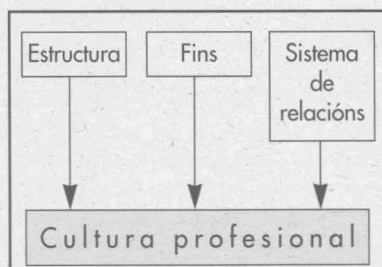 Estructura
Fins
Sistema
de
relacións
Cultura profesional